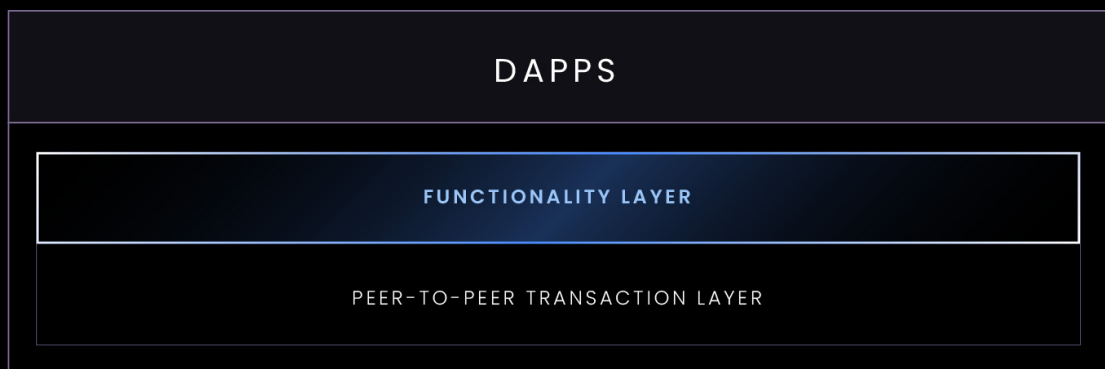 DAPPS
FUNCTIONALITY LAYER
PEER-TO-PEER TRANSACTION LAYER